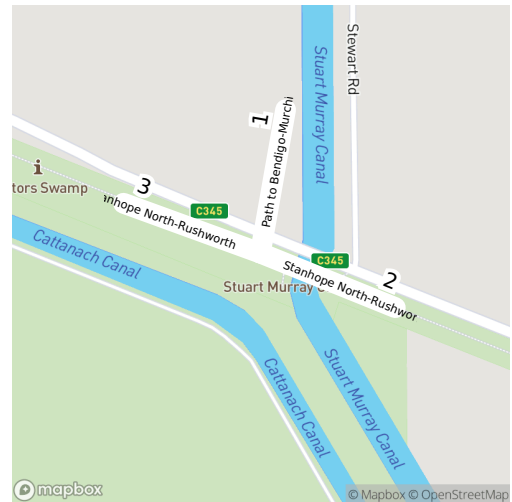 Stewart Rd
Stuart Murray Canal
1
Path to Bendigo-Murchi
i
tors Swamp
3
C345
anhope North-Rushworth
Cattanach Canal
C345
Stanhope North-Rushwor
2
Stuart Murray C
Stuart Murray Canal
Cattanach Canal
mapbox
© Mapbox © OpenStreetMap